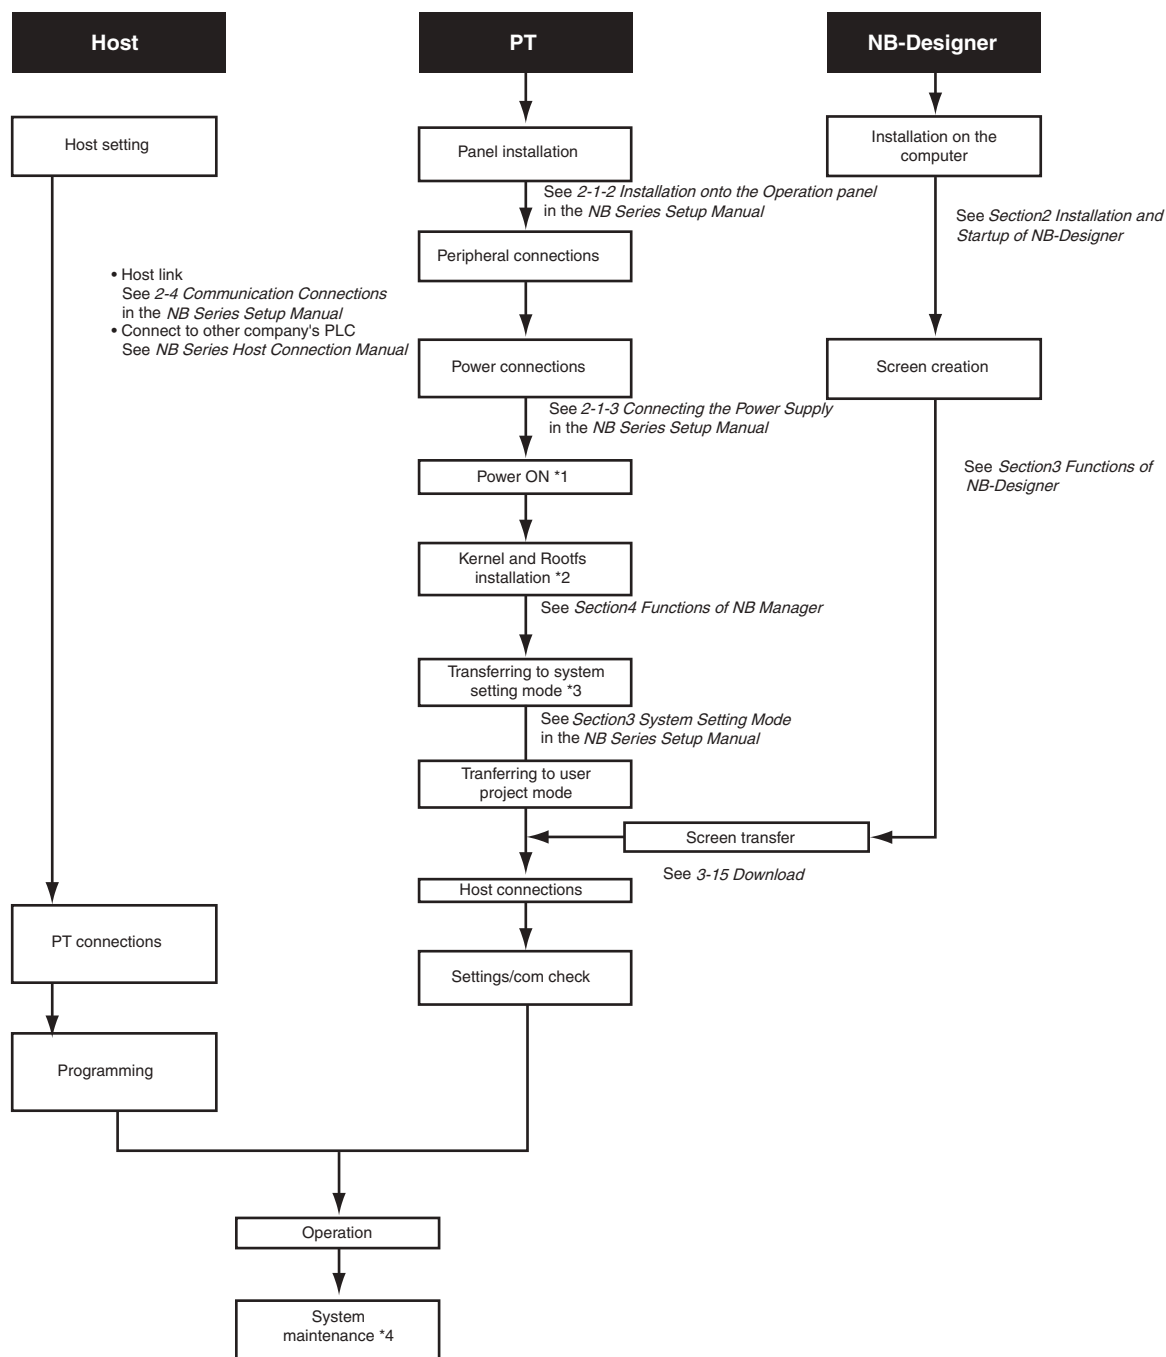 Host
PT
NB-Designer
Host setting
• Host link
See 2-4 Communication Connections
in the NB Series Setup Manual
• Connect to other company's PLC
See NB Series Host Connection Manual
PT connections
Programming
Panel installation
See 2-1-2 Installation onto the Operation panel
in the NB Series Setup Manual
Peripheral connections
Power connections
See 2-1-3 Connecting the Power Supply
in the NB Series Setup Manual
Power ON *1
Kernel and Rootfs
installation *2
See Section4 Functions of NB Manager
Transferring to system
setting mode *3
See Section3 System Setting Mode
in the NB Series Setup Manual
Tranferring to user
project mode
Host connections
Settings/com check
Installation on the
computer
See Section2 Installation and
Startup of NB-Designer
Screen creation
See Section3 Functions of
NB-Designer
Screen transfer
See 3-15 Download
Operation
System
maintenance *4